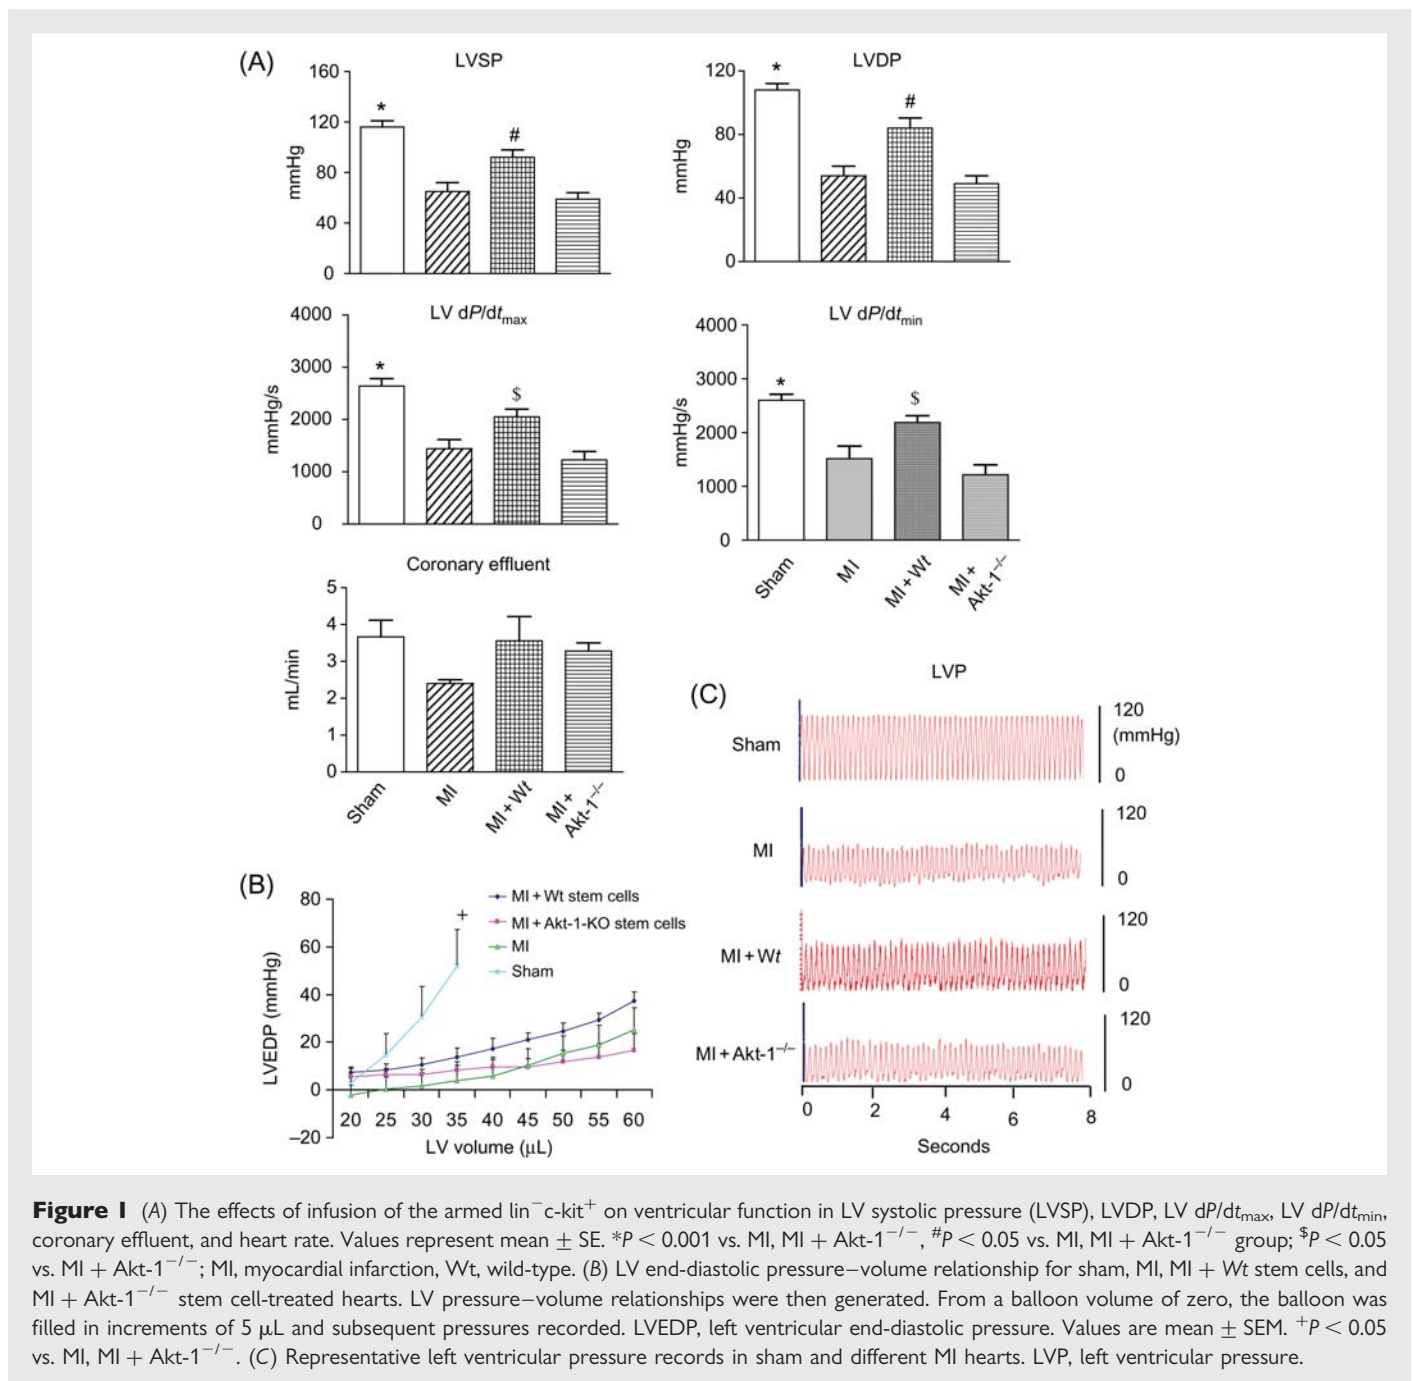 (A)
LVSP
160
120
80
40
0
mmHg
*
#
LVDP
120
80
40
0
mmHg
*
#
LV dP/dtmax
4000
3000
2000
1000
0
mmHg/s
*
$
LV dP/dtmin
4000
3000
2000
1000
0
mmHg/s
*
$
Sham
MI
MI+Wt
MI+
Akt-1−/−
Coronary effluent
5
4
3
2
1
0
mL/min
Sham
MI
MI+Wt
MI+
Akt-1−/−
(B)
80
60
40
20
0
−20
LVEDP (mmHg)
+
MI+Wt stem cells
MI+Akt-1-KO stem cells
MI
Sham
20 25 30 35 40 45 50 55 60
LV volume (μL)
(C)
LVP
Sham
120
(mmHg)
0
MI
120
0
MI+Wt
120
0
MI+Akt-1−/−
120
0
0 2 4 6 8
Seconds
Figure 1 (A) The effects of infusion of the armed lin−c-kit+ on ventricular function in LV systolic pressure (LVSP), LVDP, LV dP/dtmax, LV dP/dtmin,
coronary effluent, and heart rate. Values represent mean ± SE. *P < 0.001 vs. MI, MI + Akt-1−/−, #P < 0.05 vs. MI, MI + Akt-1−/− group; $P < 0.05
vs. MI + Akt-1−/−; MI, myocardial infarction, Wt, wild-type. (B) LV end-diastolic pressure–volume relationship for sham, MI, MI + Wt stem cells, and
MI + Akt-1−/− stem cell-treated hearts. LV pressure–volume relationships were then generated. From a balloon volume of zero, the balloon was
filled in increments of 5 μL and subsequent pressures recorded. LVEDP, left ventricular end-diastolic pressure. Values are mean ± SEM. +P < 0.05
vs. MI, MI + Akt-1−/−. (C) Representative left ventricular pressure records in sham and different MI hearts. LVP, left ventricular pressure.